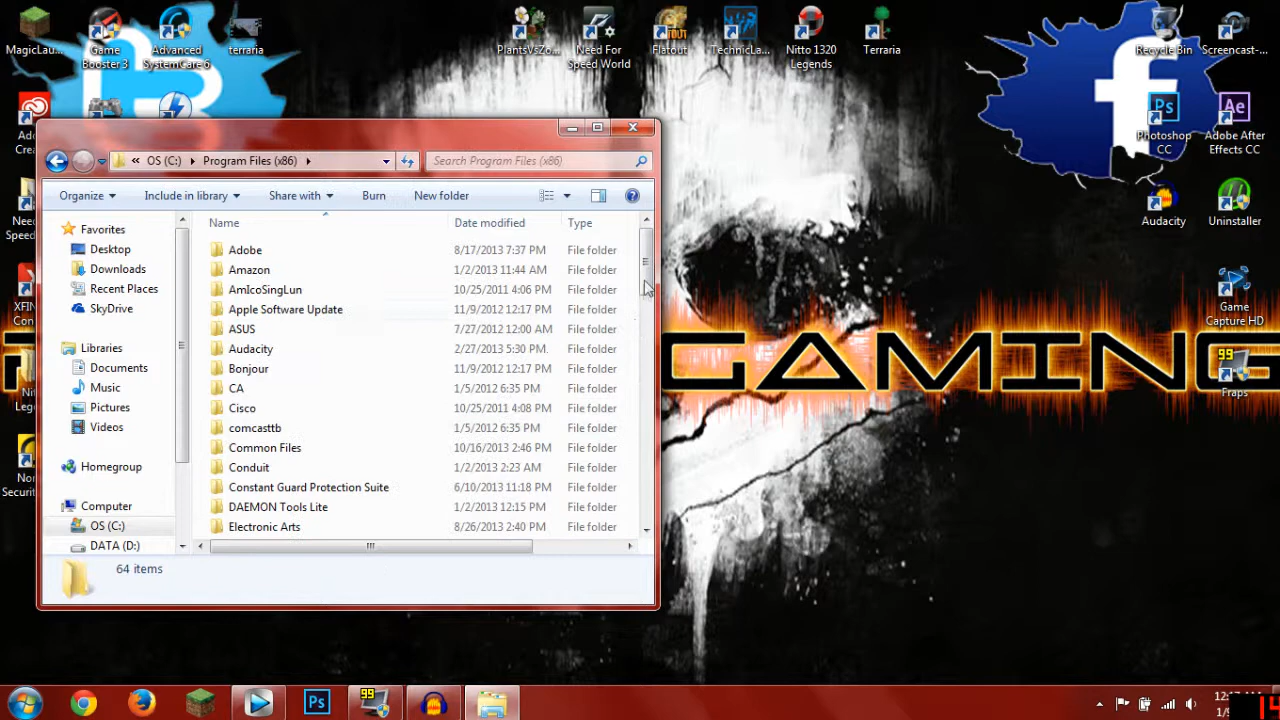 MagicLau...
Game Booster 3
Advanced SystemCare 6
terraria
PlantsVsZo...
Need For Speed World
Flatout
TechnicLa...
Nitto 1320 Legends
Terraria
Recycle Bin
Screencast-...
Photoshop CC
Adobe After Effects CC
Audacity
Uninstaller
Game Capture HD
99
Fraps
OS (C:)
Program Files (x86)
Search Program Files (x86)
Organize
Include in library
Share with
Burn
New folder
Favorites
Desktop
Downloads
Recent Places
SkyDrive
Libraries
Documents
Music
Pictures
Videos
Homegroup
Computer
OS (C:)
DATA (D:)
Name Date modified Type
Adobe 8/17/2013 7:37 PM File folder
Amazon 1/2/2013 11:44 AM File folder
AmIcoSingLun 10/25/2011 4:06 PM File folder
Apple Software Update 11/9/2012 12:17 PM File folder
ASUS 7/27/2012 12:00 AM File folder
Audacity 2/27/2013 5:30 PM File folder
Bonjour 11/9/2012 12:17 PM File folder
CA 1/5/2012 6:35 PM File folder
Cisco 10/25/2011 4:08 PM File folder
comcasttb 1/5/2012 6:35 PM File folder
Common Files 10/16/2013 2:46 PM File folder
Conduit 1/2/2013 2:23 AM File folder
Constant Guard Protection Suite 6/10/2013 11:18 PM File folder
DAEMON Tools Lite 1/2/2013 12:15 PM File folder
Electronic Arts 8/26/2013 2:40 PM File folder
64 items
GAMING
Ps
Ae
Ps
99